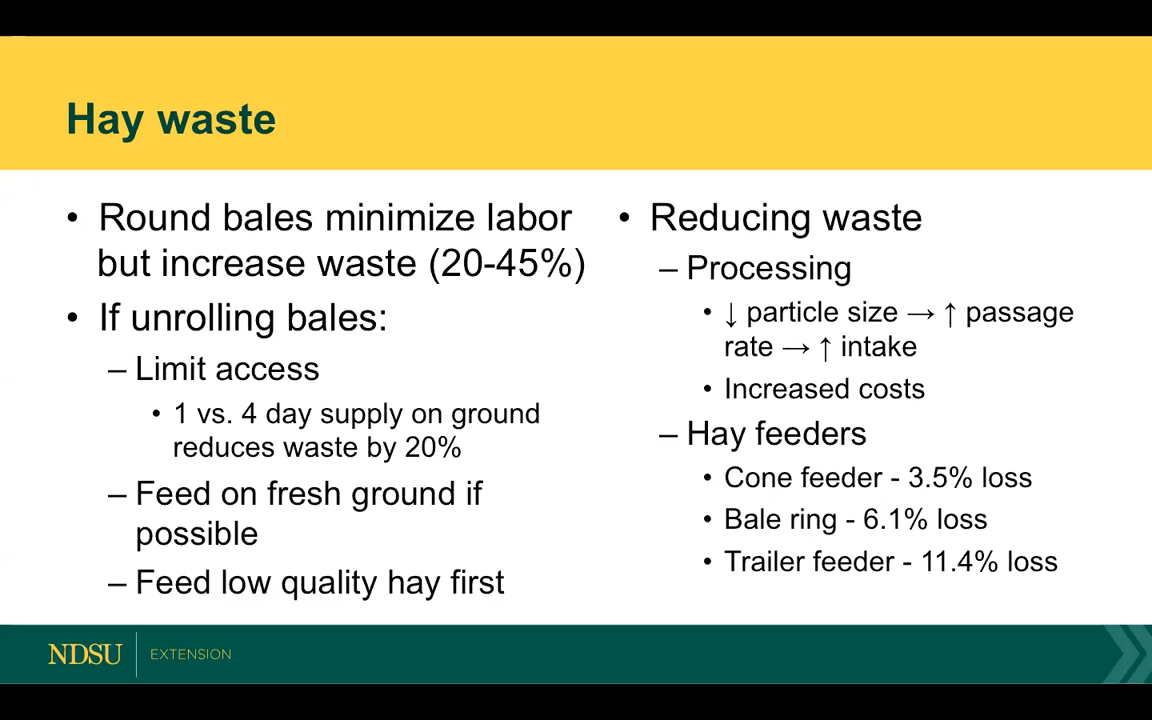 Hay waste
• Round bales minimize labor
but increase waste (20-45%)
• If unrolling bales:
– Limit access
• 1 vs. 4 day supply on ground
reduces waste by 20%
– Feed on fresh ground if
possible
– Feed low quality hay first
• Reducing waste
– Processing
• ↓ particle size → ↑ passage
rate → ↑ intake
• Increased costs
– Hay feeders
• Cone feeder - 3.5% loss
• Bale ring - 6.1% loss
• Trailer feeder - 11.4% loss
NDSU EXTENSION